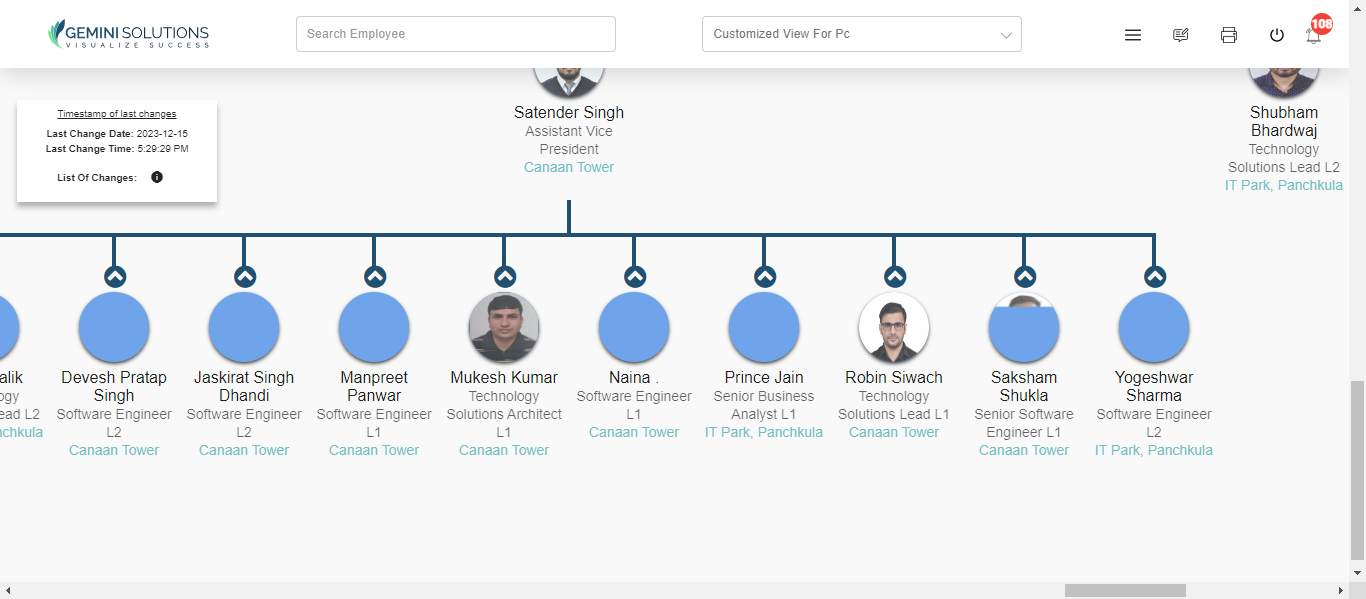 GEMINI SOLUTIONS
VISUALIZE SUCCESS
Search Employee
Customized View For Pc
108
Timestamp of last changes
Last Change Date: 2023-12-15
Last Change Time: 5:29:29 PM
List Of Changes:
Satender Singh
Assistant Vice
President
Canaan Tower
Shubham
Bhardwaj
Technology
Solutions Lead L2
IT Park, Panchkula
alik
ogy
ead L2
nchkula
Devesh Pratap
Singh
Software Engineer
L2
Canaan Tower
Jaskirat Singh
Dhandi
Software Engineer
L2
Canaan Tower
Manpreet
Panwar
Software Engineer
L1
Canaan Tower
Mukesh Kumar
Technology
Solutions Architect
L1
Canaan Tower
Naina .
Software Engineer
L1
Canaan Tower
Prince Jain
Senior Business
Analyst L1
IT Park, Panchkula
Robin Siwach
Technology
Solutions Lead L1
Canaan Tower
Saksham
Shukla
Senior Software
Engineer L1
Canaan Tower
Yogeshwar
Sharma
Software Engineer
L2
IT Park, Panchkula